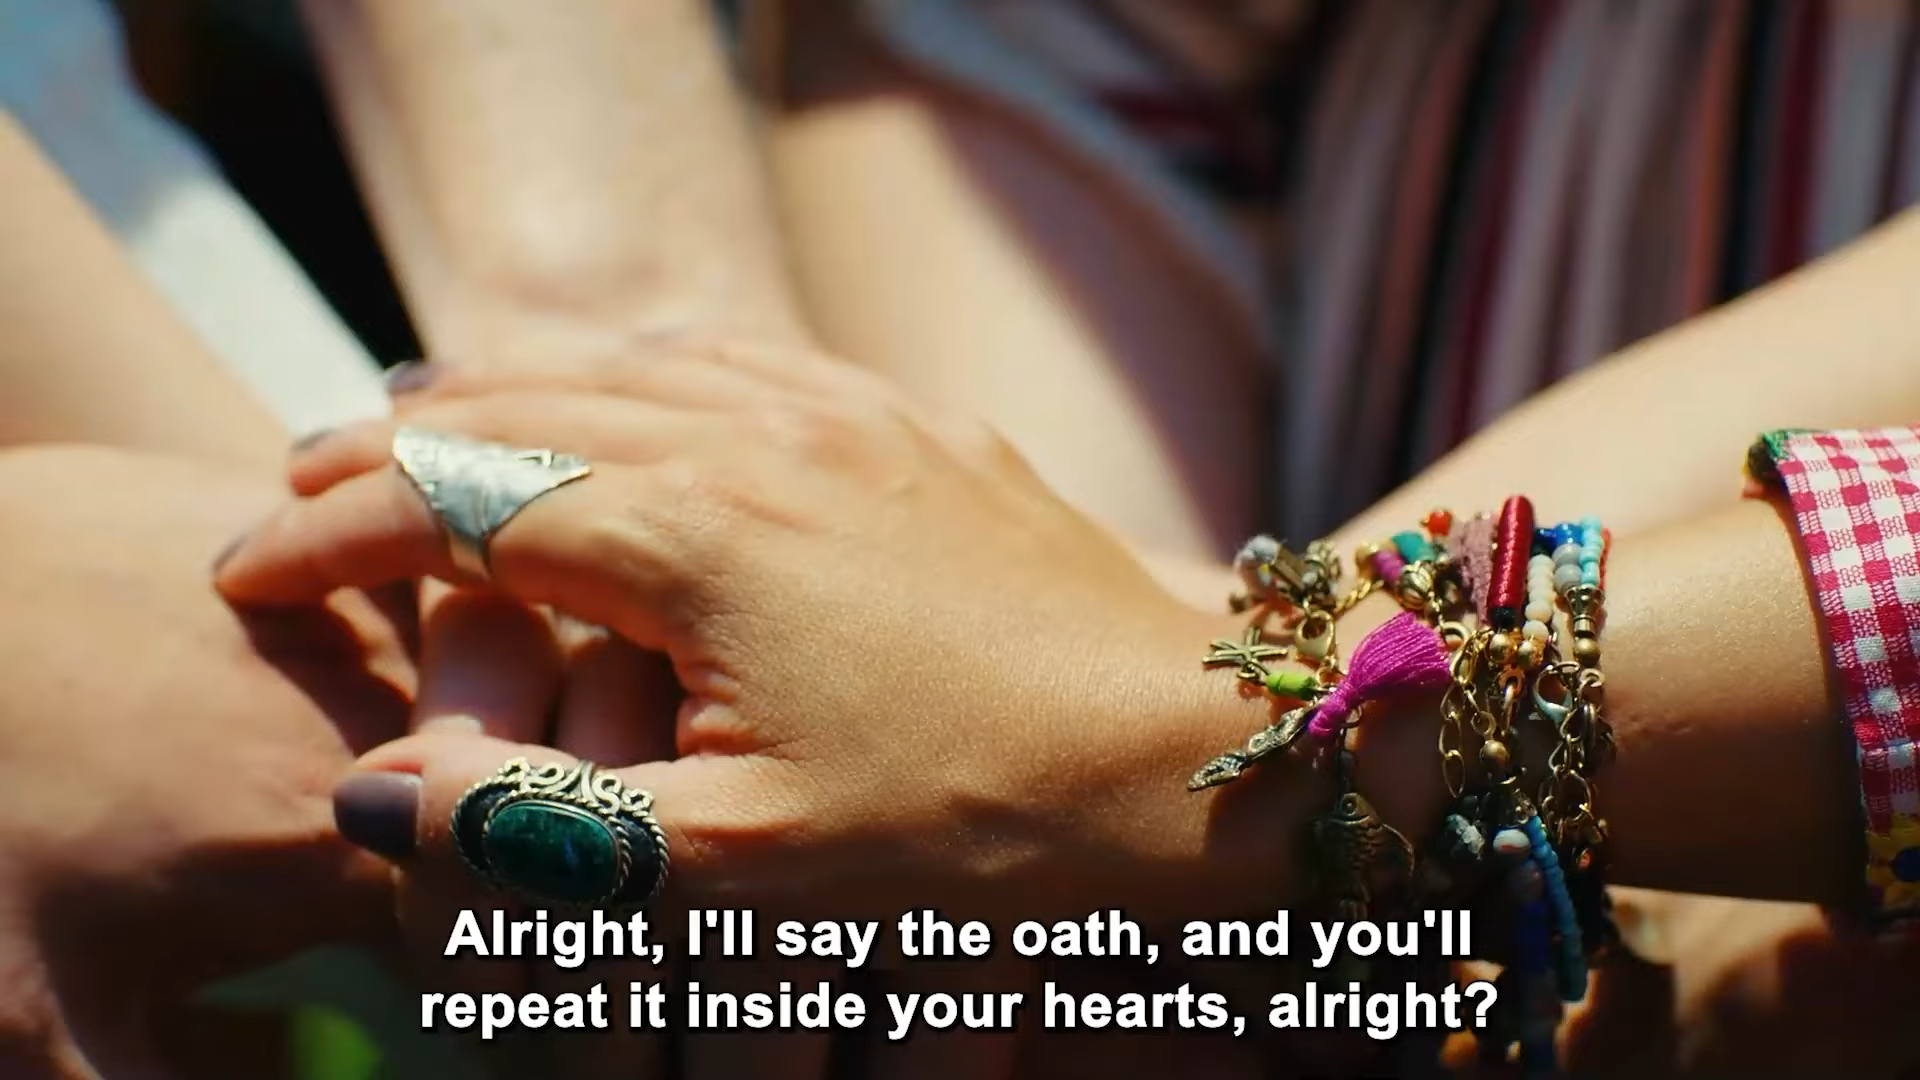 Alright, I'll say the oath, and you'll
repeat it inside your hearts, alright?